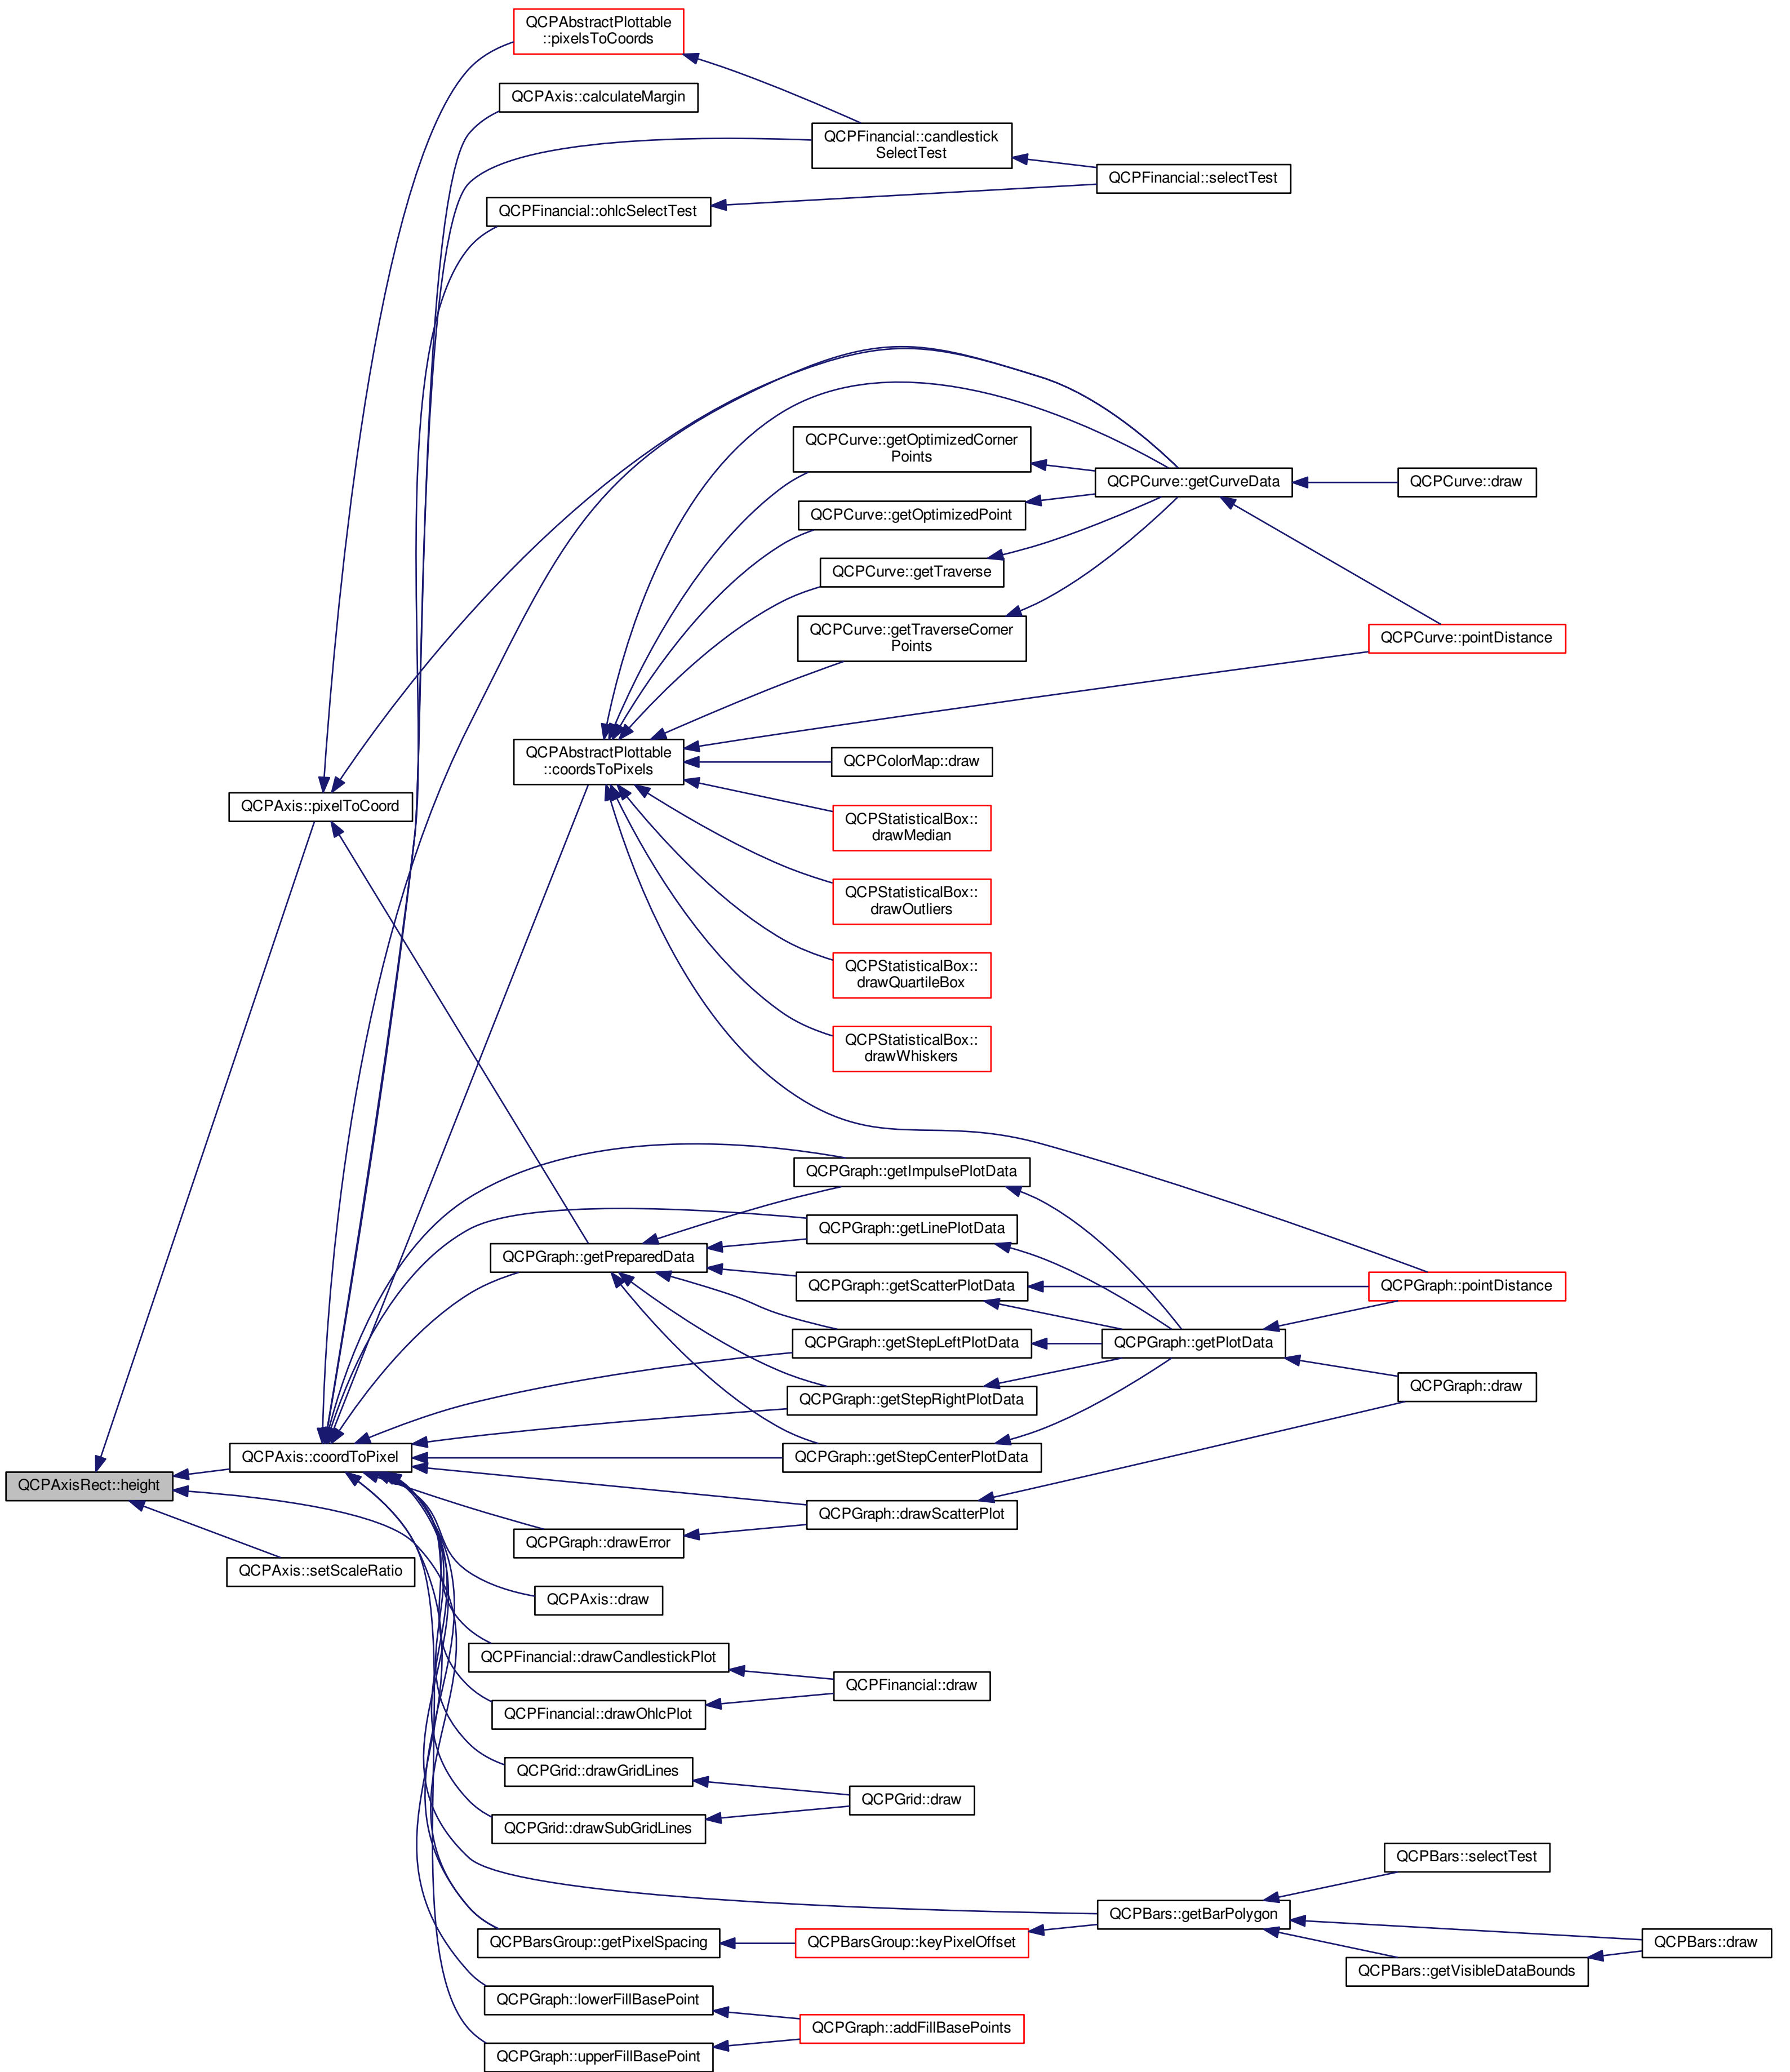 QCPAbstractPlottable
::pixelsToCoords
QCPAxis::calculateMargin
QCPFinancial::candlestick
SelectTest
QCPFinancial::selectTest
QCPFinancial::ohlcSelectTest
QCPCurve::getOptimizedCorner
Points
QCPCurve::getCurveData
QCPCurve::draw
QCPCurve::getOptimizedPoint
QCPCurve::getTraverse
QCPCurve::getTraverseCorner
Points
QCPCurve::pointDistance
QCPAbstractPlottable
::coordsToPixels
QCPColorMap::draw
QCPAxis::pixelToCoord
QCPStatisticalBox::
drawMedian
QCPStatisticalBox::
drawOutliers
QCPStatisticalBox::
drawQuartileBox
QCPStatisticalBox::
drawWhiskers
QCPGraph::getImpulsePlotData
QCPGraph::getLinePlotData
QCPGraph::getPreparedData
QCPGraph::getScatterPlotData
QCPGraph::pointDistance
QCPGraph::getStepLeftPlotData
QCPGraph::getPlotData
QCPGraph::getStepRightPlotData
QCPGraph::draw
QCPAxis::coordToPixel
QCPGraph::getStepCenterPlotData
QCPAxisRect::height
QCPGraph::drawScatterPlot
QCPGraph::drawError
QCPAxis::setScaleRatio
QCPAxis::draw
QCPFinancial::drawCandlestickPlot
QCPFinancial::draw
QCPFinancial::drawOhlcPlot
QCPGrid::drawGridLines
QCPGrid::draw
QCPGrid::drawSubGridLines
QCPBars::selectTest
QCPBars::getBarPolygon
QCPBarsGroup::getPixelSpacing
QCPBarsGroup::keyPixelOffset
QCPBars::draw
QCPBars::getVisibleDataBounds
QCPGraph::lowerFillBasePoint
QCPGraph::addFillBasePoints
QCPGraph::upperFillBasePoint